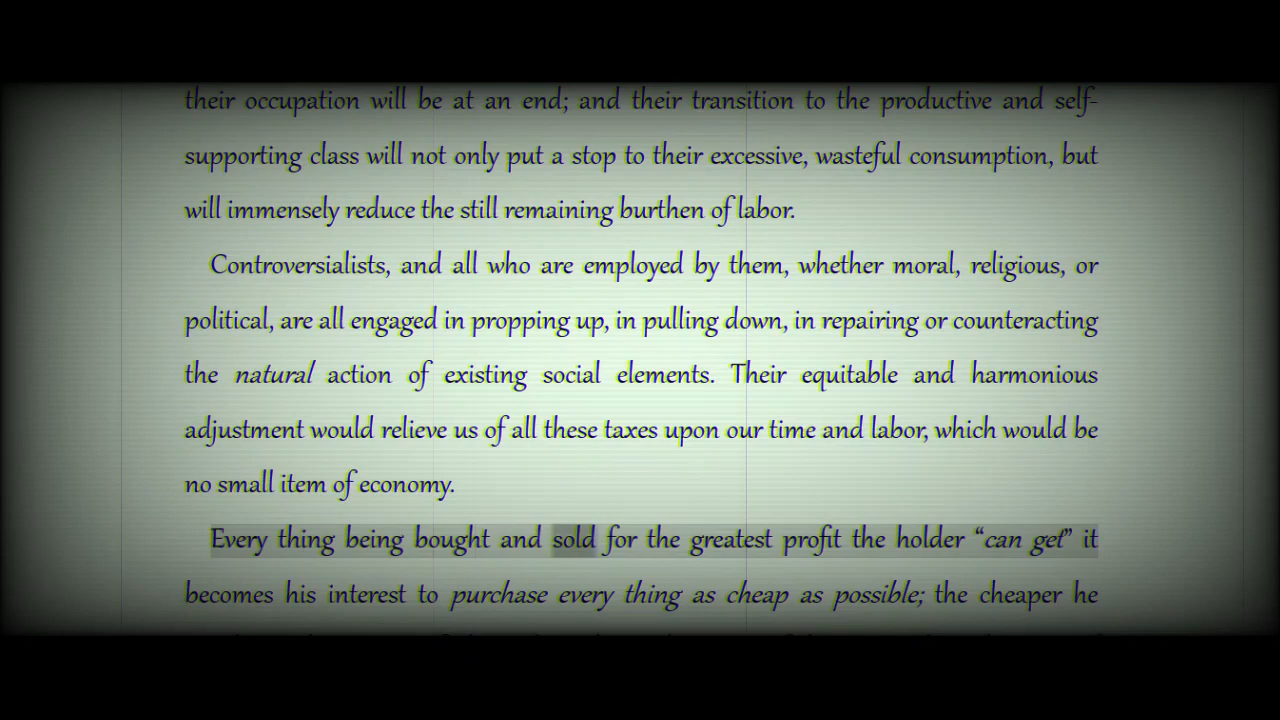 their occupation will be at an end; and their transition to the productive and self-
supporting class will not only put a stop to their excessive, wasteful consumption, but
will immensely reduce the still remaining burthen of labor.
Controversialists, and all who are employed by them, whether moral, religious, or
political, are all engaged in propping up, in pulling down, in repairing or counteracting
the natural action of existing social elements. Their equitable and harmonious
adjustment would relieve us of all these taxes upon our time and labor, which would be
no small item of economy.
Every thing being bought and sold for the greatest profit the holder “can get” it
becomes his interest to purchase every thing as cheap as possible; the cheaper he